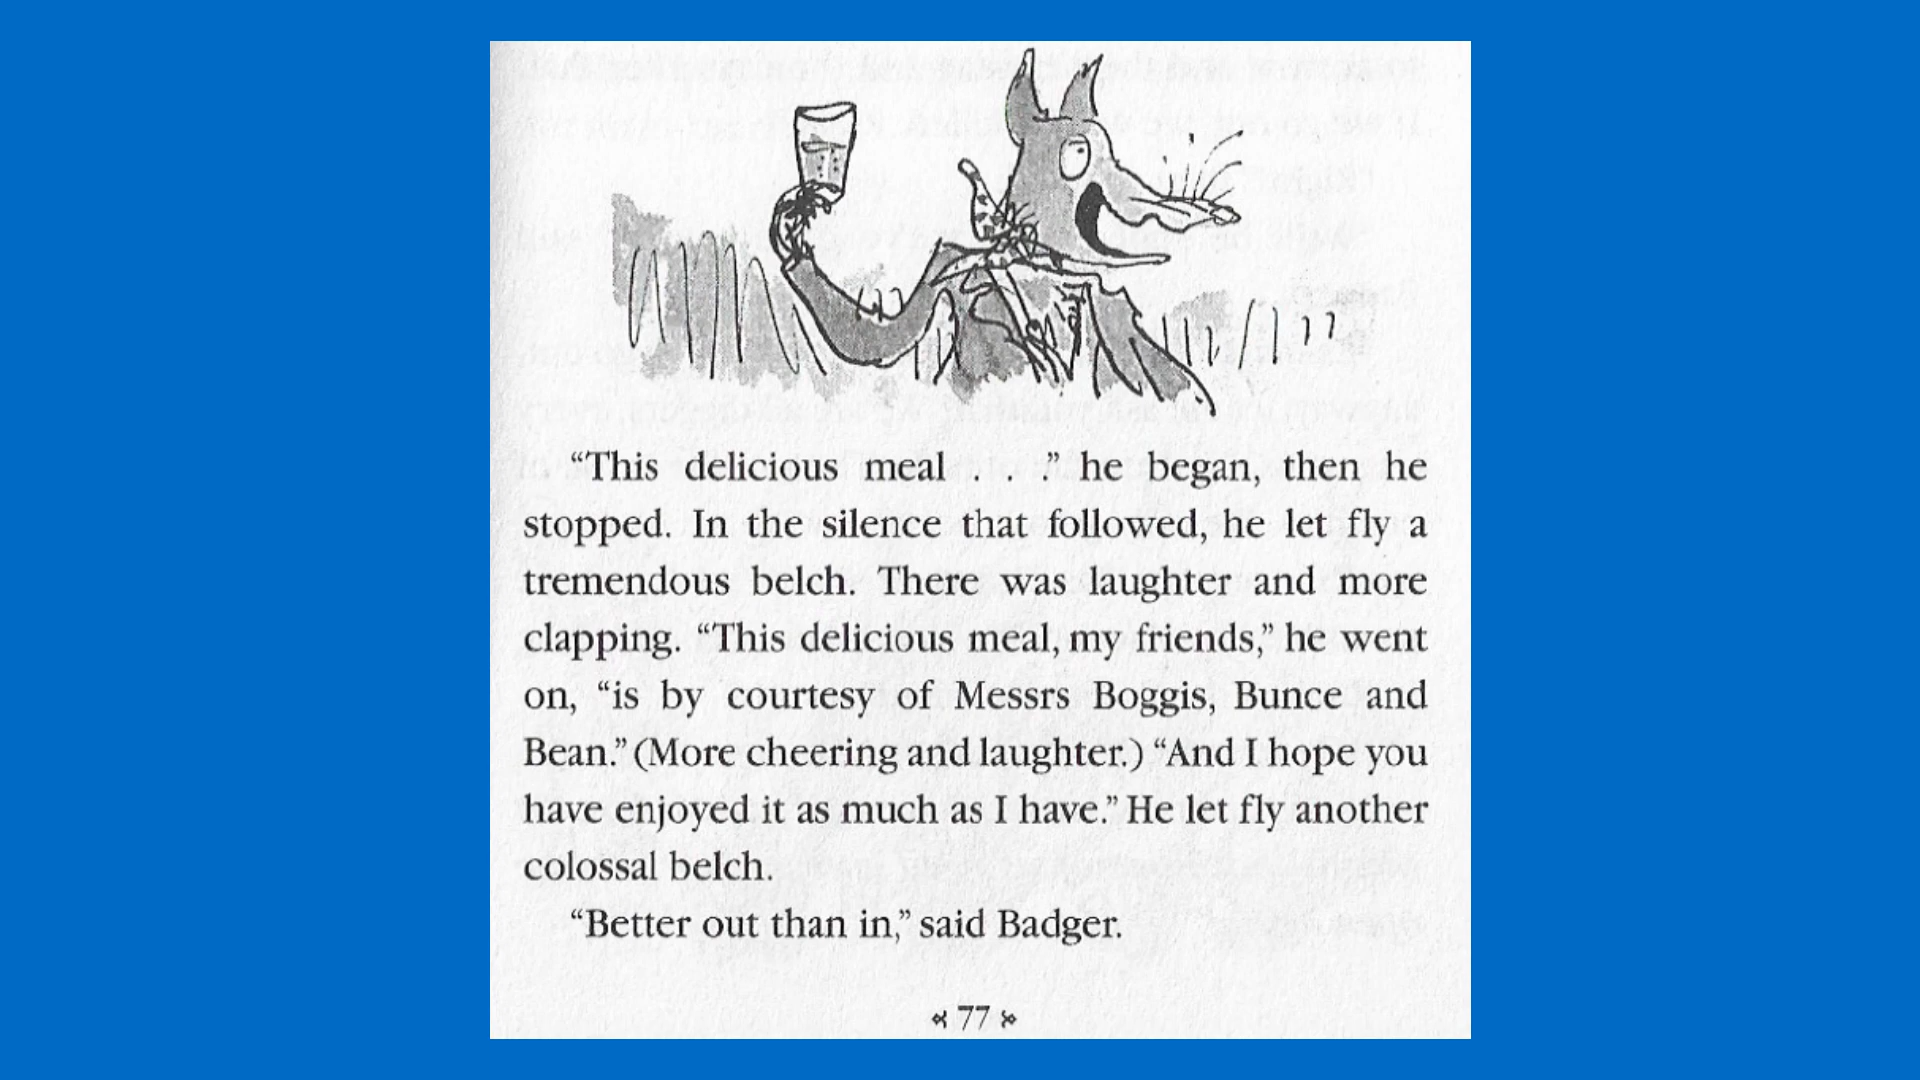 “This delicious meal . . .” he began, then he
stopped. In the silence that followed, he let fly a
tremendous belch. There was laughter and more
clapping. “This delicious meal, my friends,” he went
on, “is by courtesy of Messrs Boggis, Bunce and
Bean.” (More cheering and laughter.) “And I hope you
have enjoyed it as much as I have.” He let fly another
colossal belch.
“Better out than in,” said Badger.
77